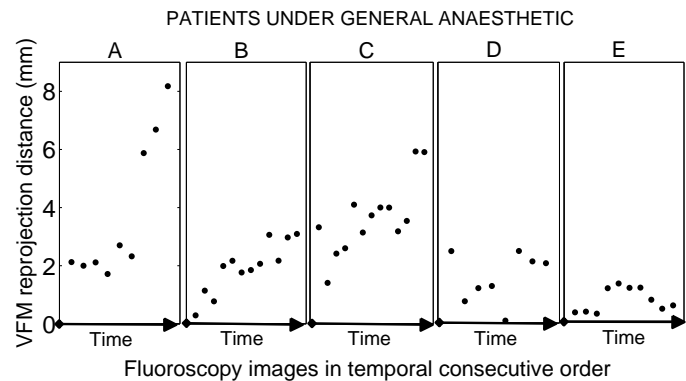 PATIENTS UNDER GENERAL ANAESTHETIC
A B C D E
VFM reprojection distance (mm)
8
6
4
2
0
Time Time Time Time Time
Fluoroscopy images in temporal consecutive order